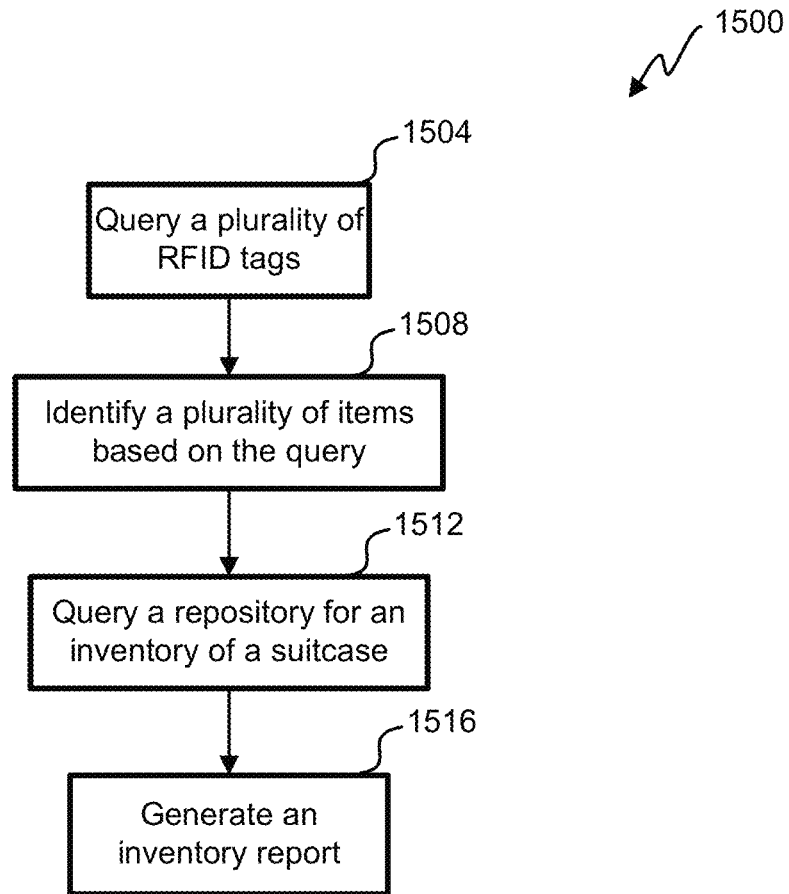 1500
1504
Query a plurality of
RFID tags
1508
Identify a plurality of items
based on the query
1512
Query a repository for an
inventory of a suitcase
1516
Generate an
inventory report